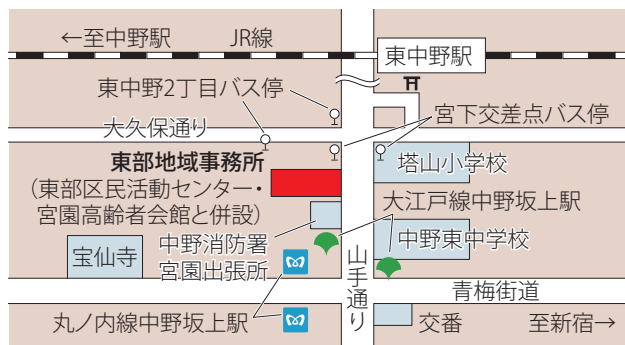 ←至中野駅
JR線
東中野駅
東中野2丁目バス停
宮下交差点バス停
大久保通り
東部地域事務所
(東部区民活動センター・
宮園高齢者会館と併設)
塔山小学校
大江戸線中野坂上駅
中野消防署
宮園出張所
中野東中学校
宝仙寺
山手通り
青梅街道
丸ノ内線中野坂上駅
交番
至新宿→